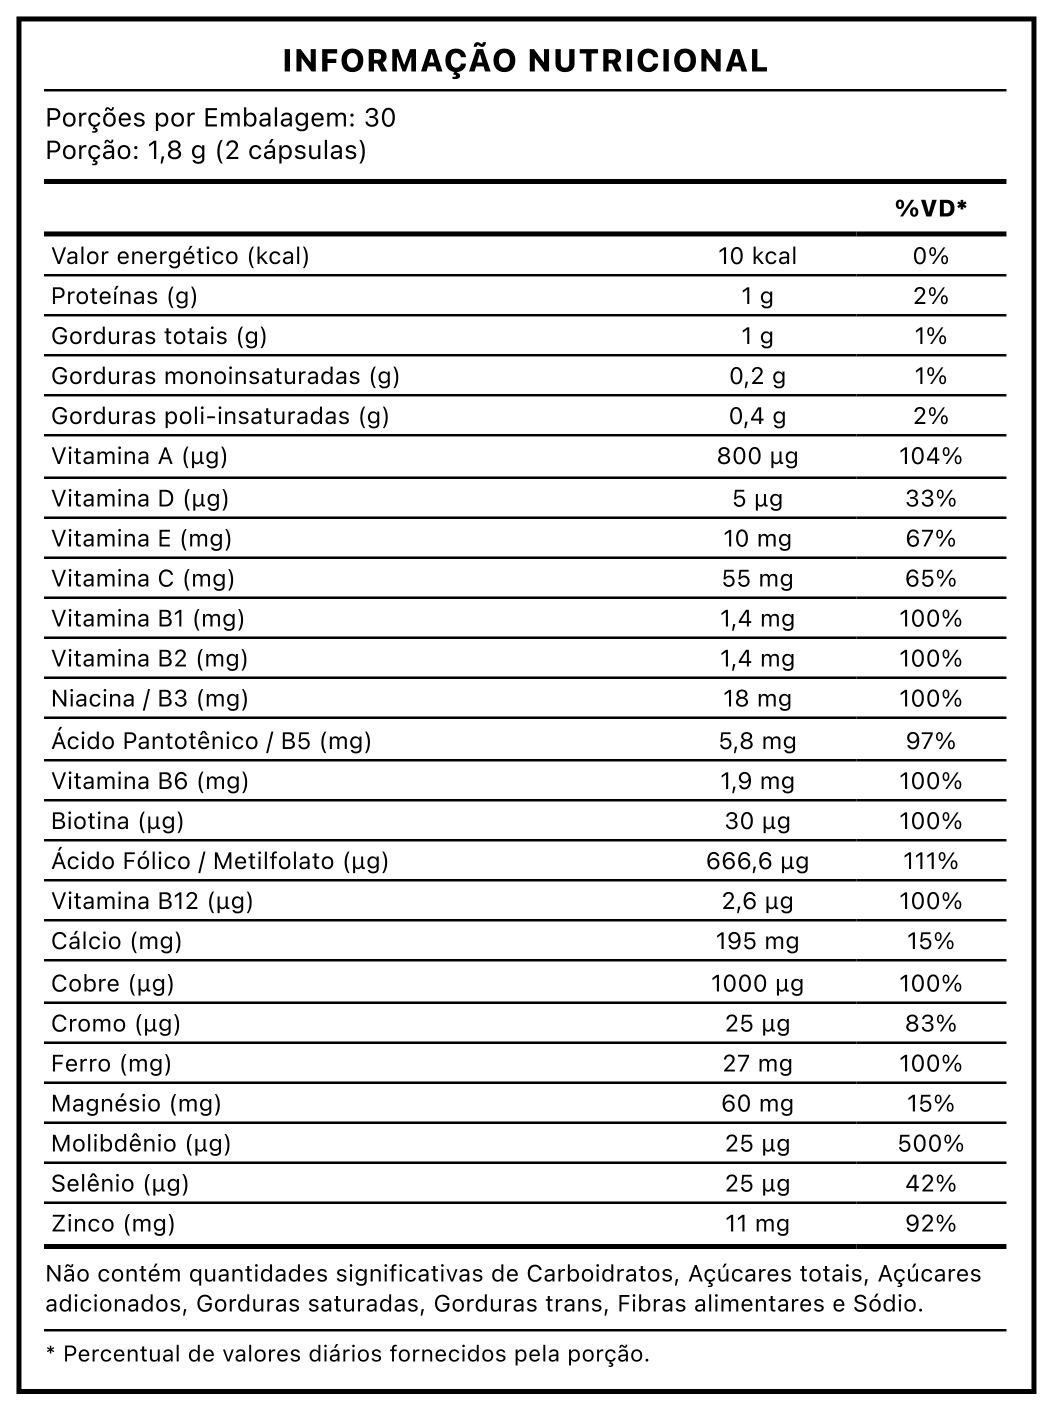 INFORMAÇÃO NUTRICIONAL
Porções por Embalagem: 30
Porção: 1,8 g (2 cápsulas)
%VD*
Valor energético (kcal) 10 kcal 0%
Proteínas (g) 1 g 2%
Gorduras totais (g) 1 g 1%
Gorduras monoinsaturadas (g) 0,2 g 1%
Gorduras poli-insaturadas (g) 0,4 g 2%
Vitamina A (µg) 800 µg 104%
Vitamina D (µg) 5 µg 33%
Vitamina E (mg) 10 mg 67%
Vitamina C (mg) 55 mg 65%
Vitamina B1 (mg) 1,4 mg 100%
Vitamina B2 (mg) 1,4 mg 100%
Niacina / B3 (mg) 18 mg 100%
Ácido Pantotênico / B5 (mg) 5,8 mg 97%
Vitamina B6 (mg) 1,9 mg 100%
Biotina (µg) 30 µg 100%
Ácido Fólico / Metilfolato (µg) 666,6 µg 111%
Vitamina B12 (µg) 2,6 µg 100%
Cálcio (mg) 195 mg 15%
Cobre (µg) 1000 µg 100%
Cromo (µg) 25 µg 83%
Ferro (mg) 27 mg 100%
Magnésio (mg) 60 mg 15%
Molibdênio (µg) 25 µg 500%
Selênio (µg) 25 µg 42%
Zinco (mg) 11 mg 92%
Não contém quantidades significativas de Carboidratos, Açúcares totais, Açúcares
adicionados, Gorduras saturadas, Gorduras trans, Fibras alimentares e Sódio.
* Percentual de valores diários fornecidos pela porção.